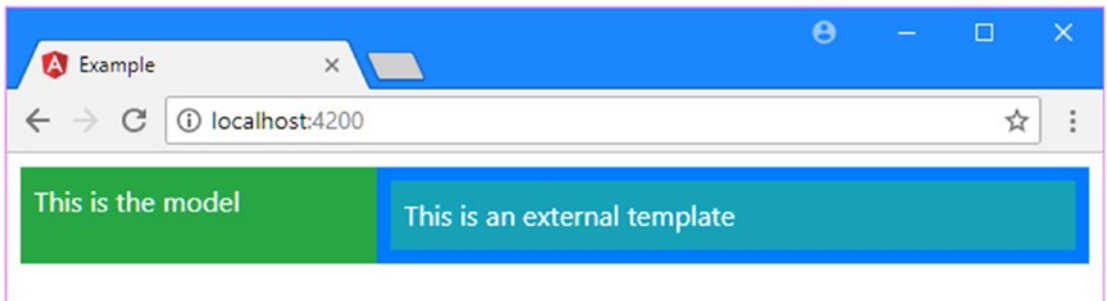 Example
localhost:4200
This is the model
This is an external template